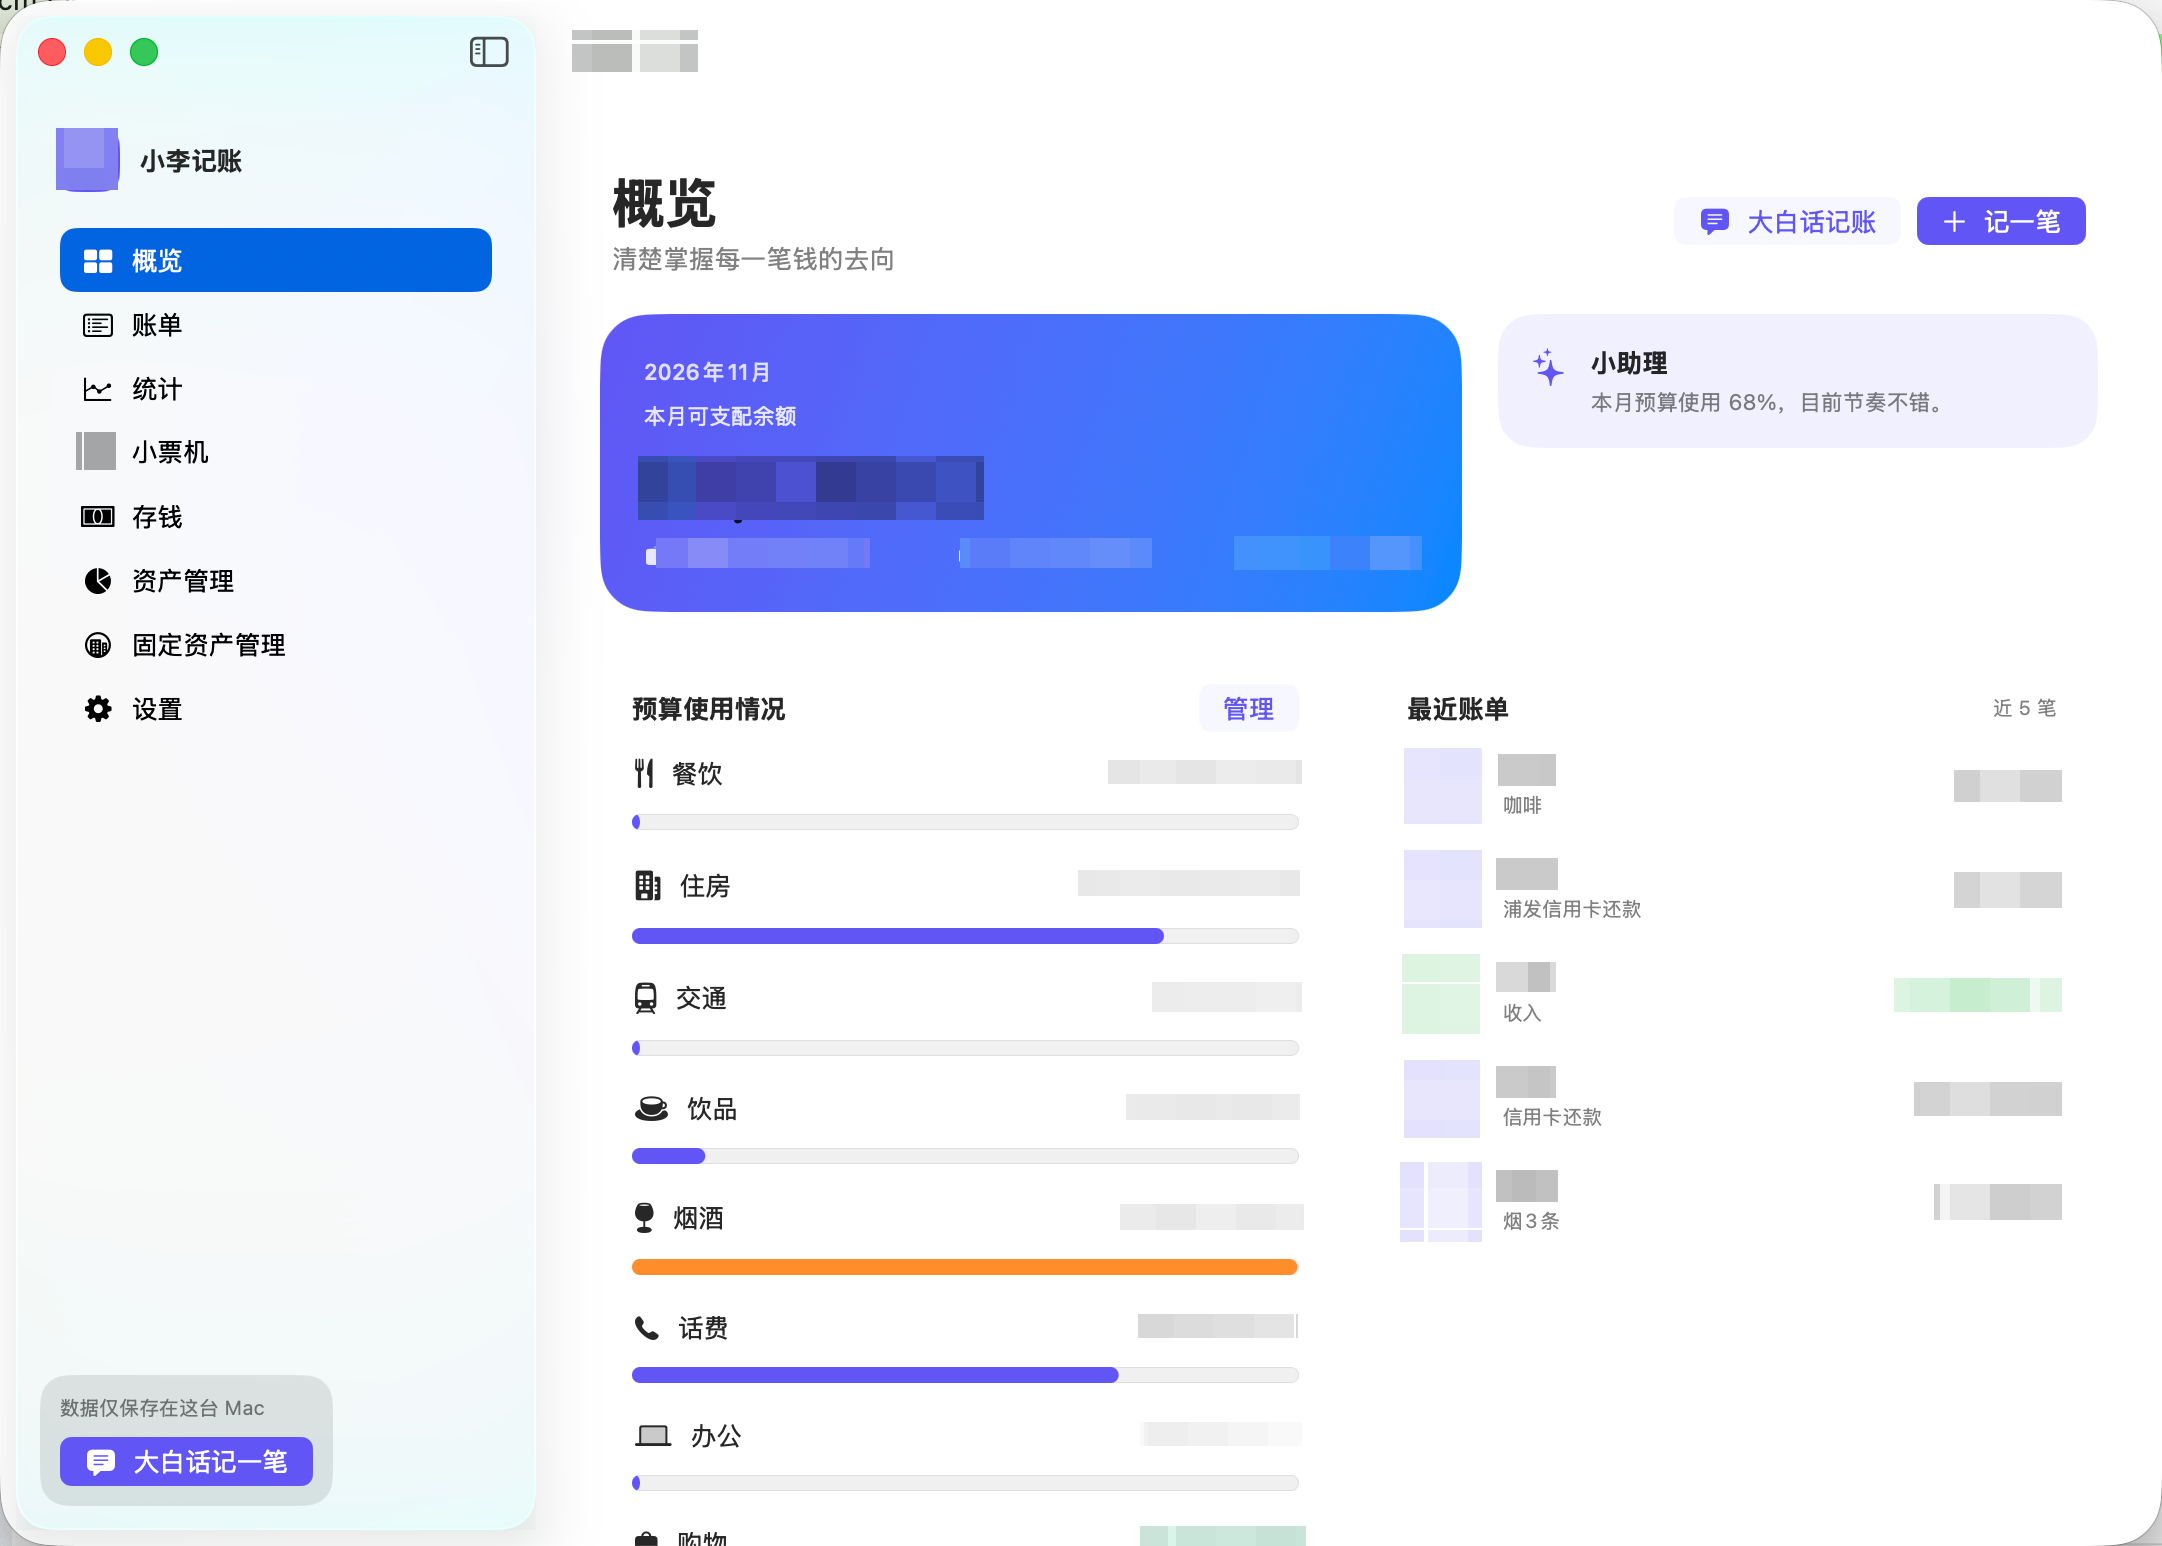 小李记账
概览
账单
统计
小票机
存钱
资产管理
固定资产管理
设置
数据仅保存在这台 Mac
大白话记一笔
概览
清楚掌握每一笔钱的去向
大白话记账
记一笔
2026年11月
本月可支配余额
小助理
本月预算使用 68%，目前节奏不错。
预算使用情况
管理
餐饮
住房
交通
饮品
烟酒
话费
办公
购物
最近账单
近 5 笔
咖啡
浦发信用卡还款
收入
信用卡还款
烟3条